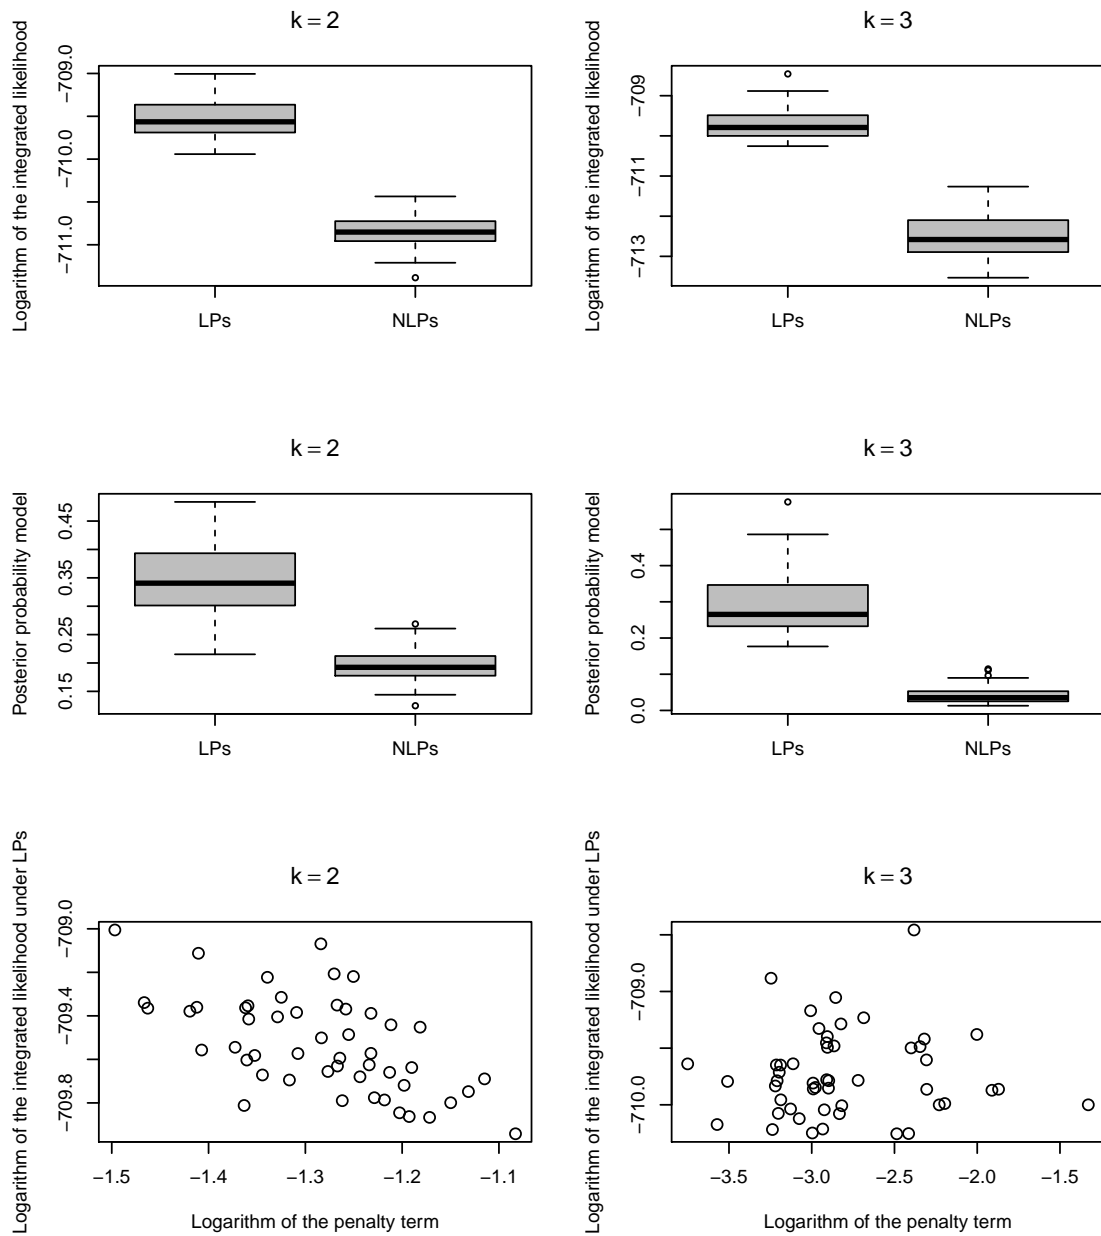 k = 2
Logarithm of the integrated likelihood
−709.0
−710.0
−711.0
LPs
NLPs
k = 3
Logarithm of the integrated likelihood
−709
−711
−713
LPs
NLPs
k = 2
Posterior probability model
0.45
0.35
0.25
0.15
LPs
NLPs
k = 3
Posterior probability model
0.4
0.2
0.0
LPs
NLPs
k = 2
Logarithm of the integrated likelihood under LPs
−709.0
−709.4
−709.8
−1.5
−1.4
−1.3
−1.2
−1.1
Logarithm of the penalty term
k = 3
Logarithm of the integrated likelihood under LPs
−709.0
−710.0
−3.5
−3.0
−2.5
−2.0
−1.5
Logarithm of the penalty term